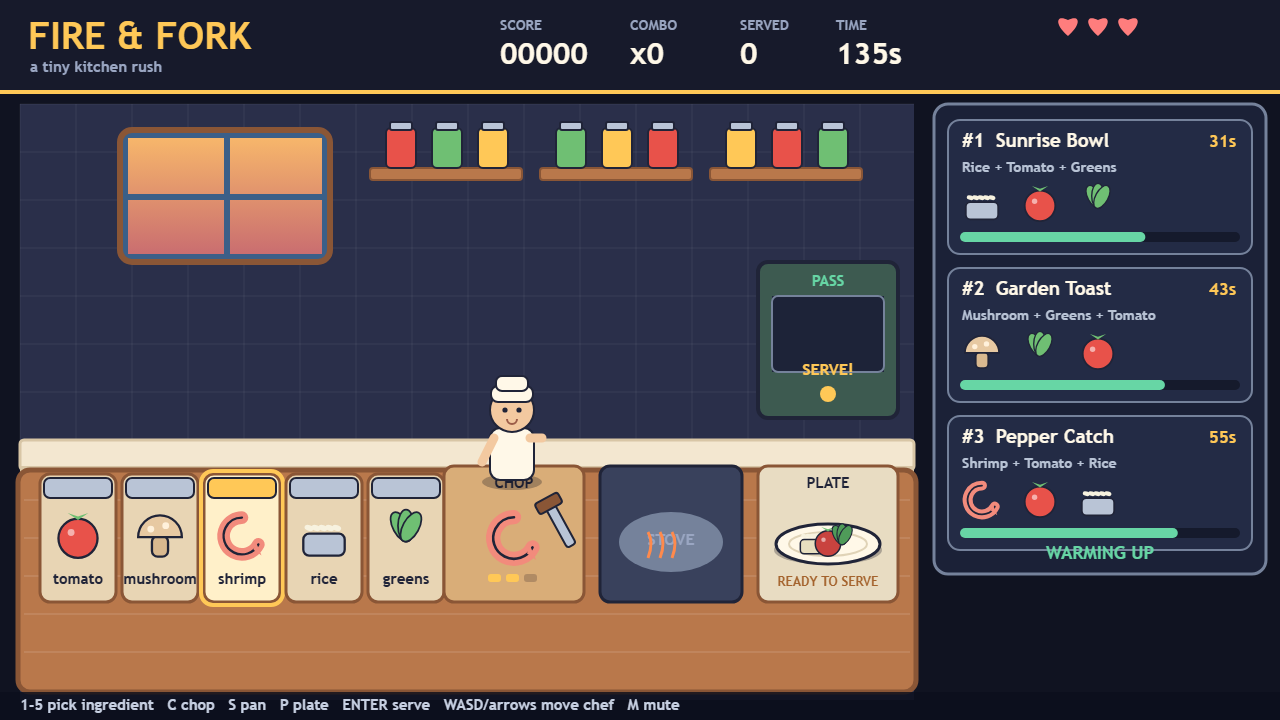 FIRE & FORK
a tiny kitchen rush
SCORE
00000
COMBO
x0
SERVED
0
TIME
135s
PASS
SERVE!
#1 Sunrise Bowl
31s
Rice + Tomato + Greens
#2 Garden Toast
43s
Mushroom + Greens + Tomato
#3 Pepper Catch
55s
Shrimp + Tomato + Rice
WARMING UP
tomato
mushroom
shrimp
rice
greens
CHOP
STOVE
PLATE
READY TO SERVE
1-5 pick ingredient C chop S pan P plate ENTER serve WASD/arrows move chef M mute